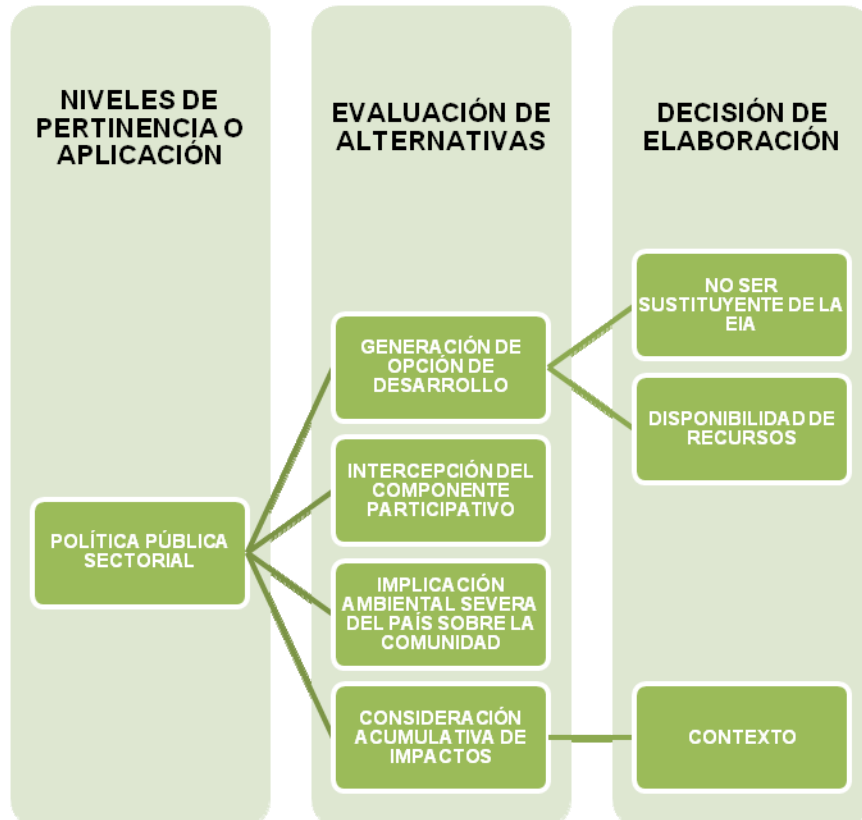 NIVELES DE
PERTINENCIA O
APLICACIÓN
EVALUACIÓN DE
ALTERNATIVAS
DECISIÓN DE
ELABORACIÓN
POLÍTICA PÚBLICA
SECTORIAL
GENERACIÓN DE
OPCIÓN DE
DESARROLLO
INTERCEPCIÓN DEL
COMPONENTE
PARTICIPATIVO
IMPLICACIÓN
AMBIENTAL SEVERA
DEL PAÍS SOBRE LA
COMUNIDAD
CONSIDERACIÓN
ACUMULATIVA DE
IMPACTOS
NO SER
SUSTITUYENTE DE LA
EIA
DISPONIBILIDAD DE
RECURSOS
CONTEXTO